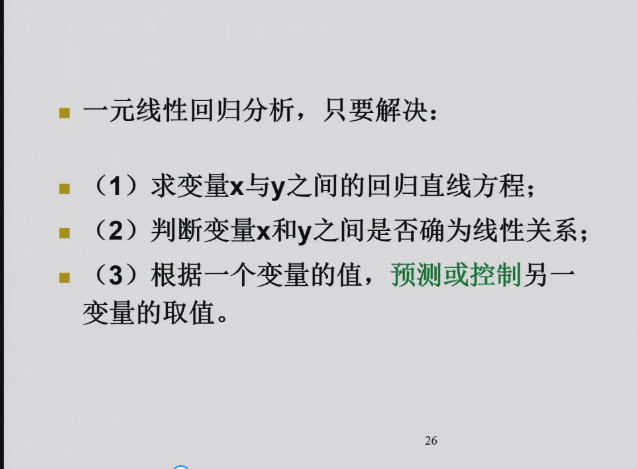 一元线性回归分析，只要解决：
（1）求变量x与y之间的回归直线方程；
（2）判断变量x和y之间是否确为线性关系；
（3）根据一个变量的值，预测或控制另一
变量的取值。
26